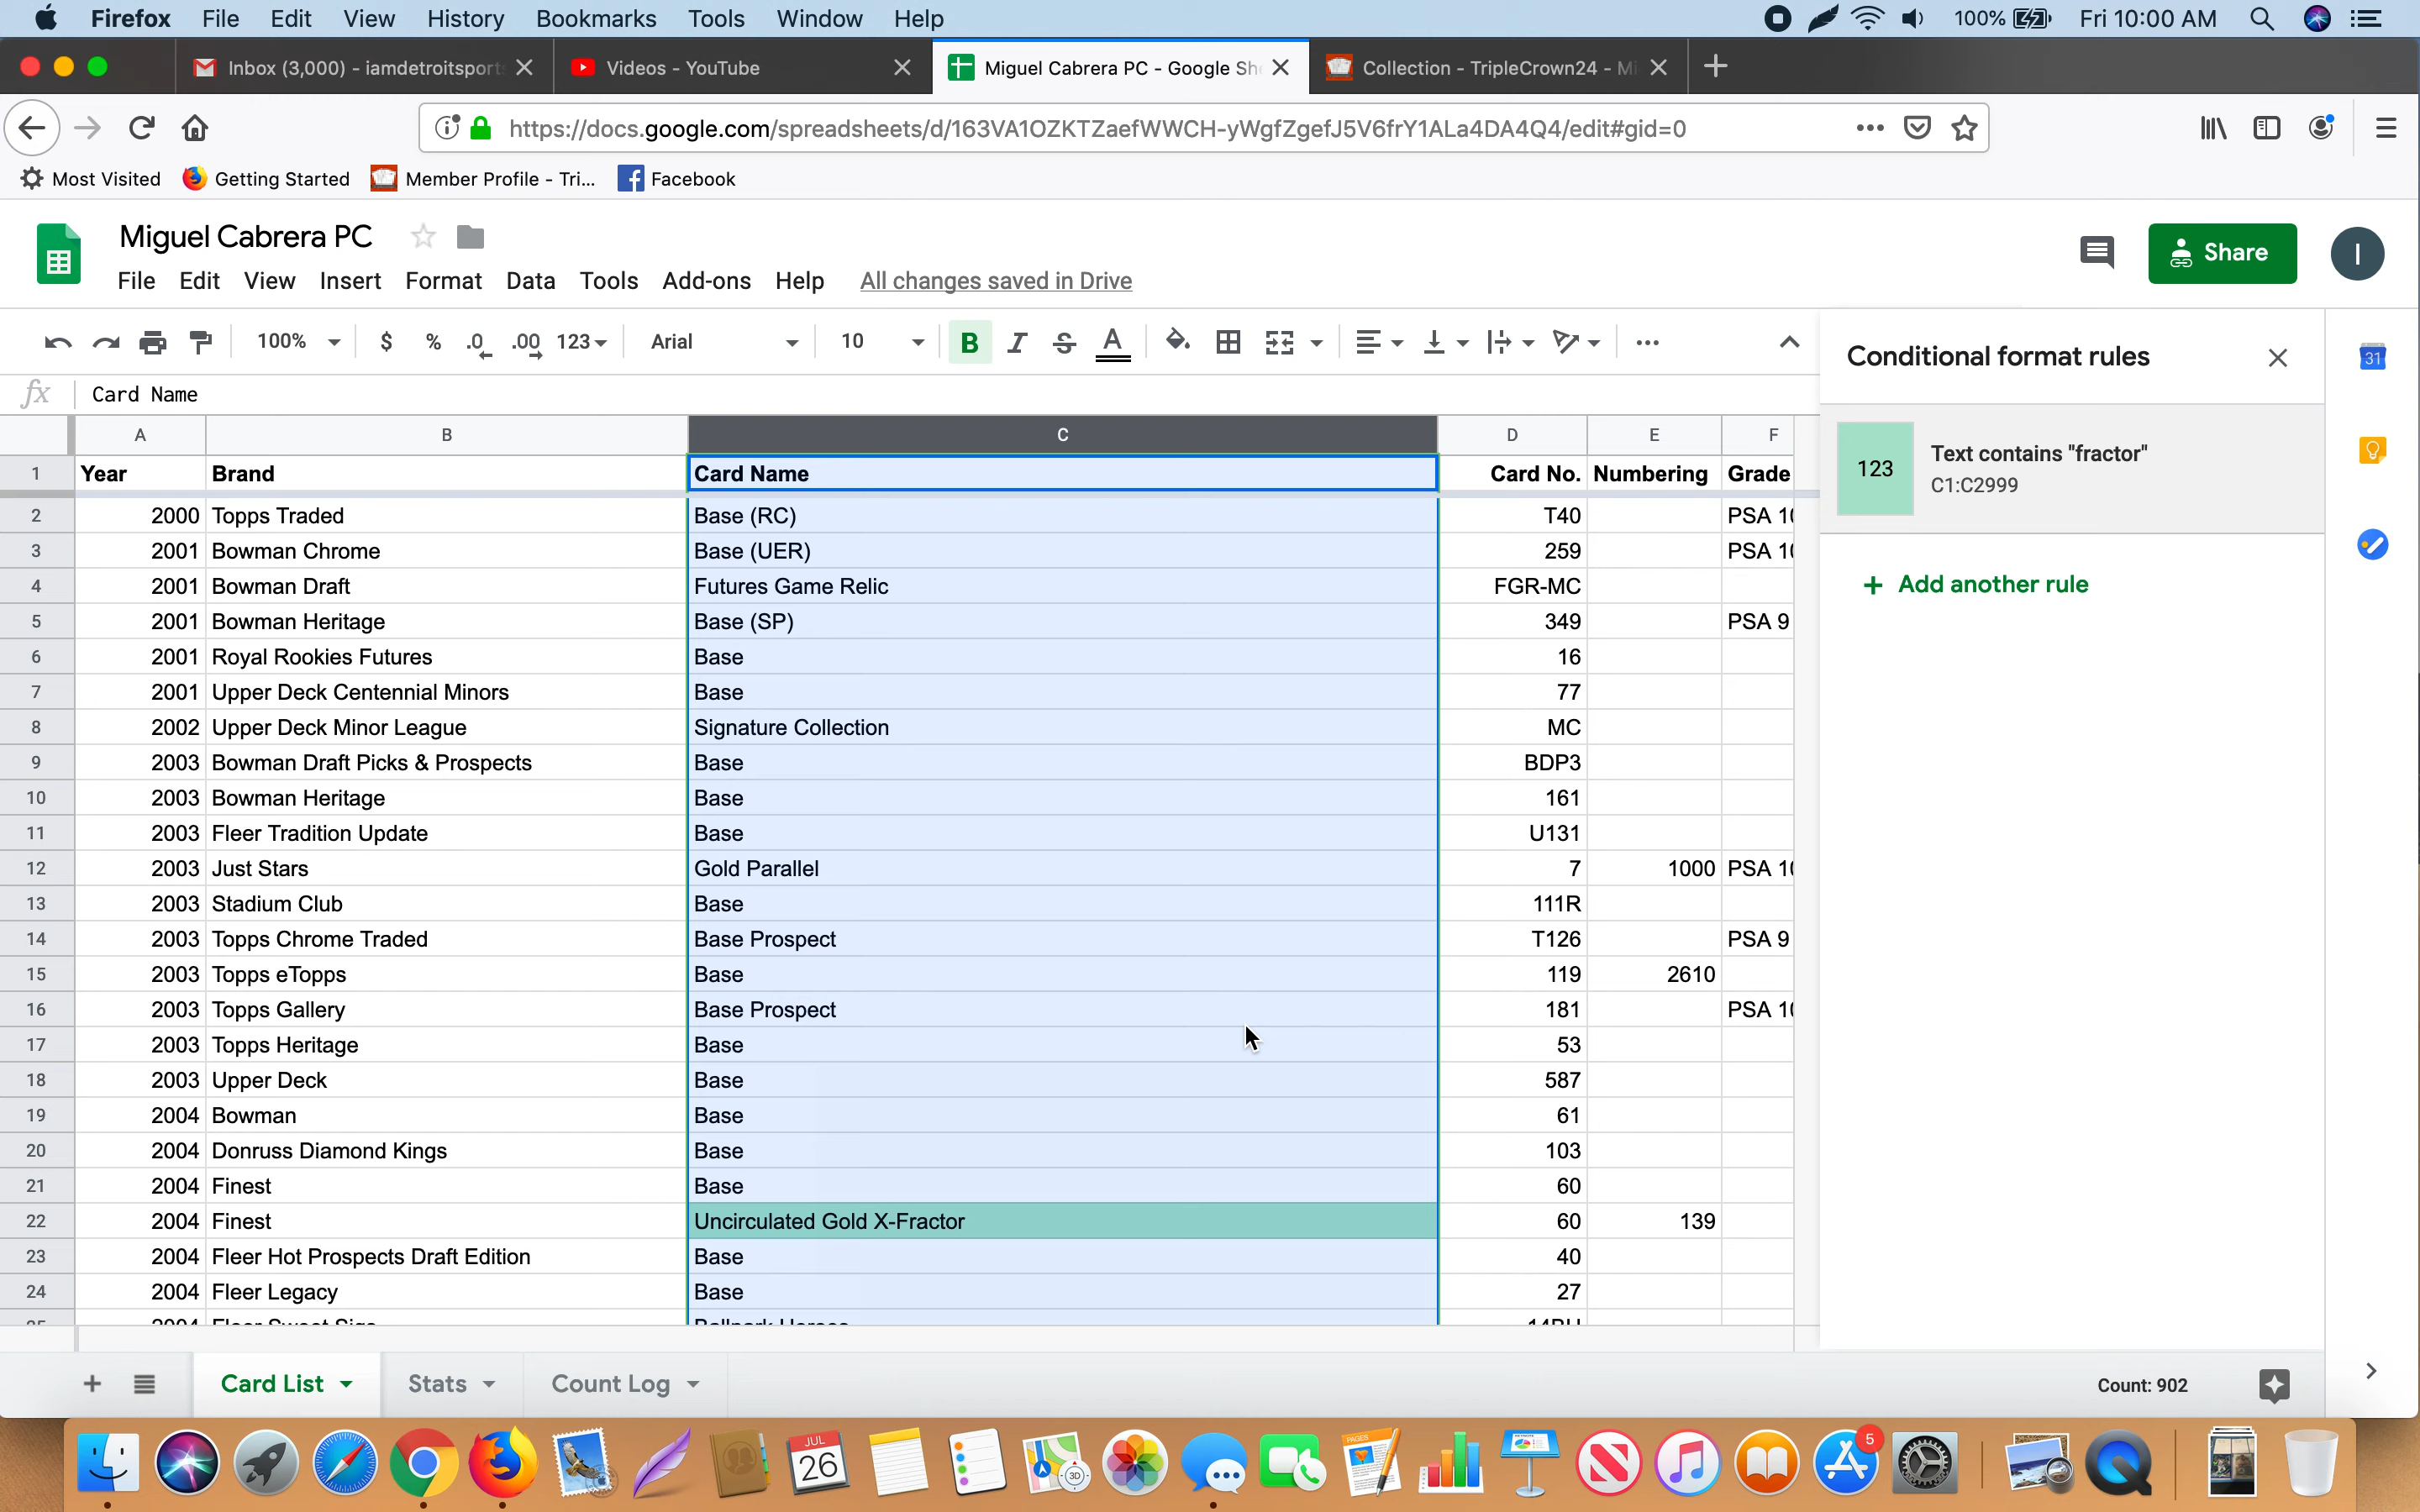 Firefox File Edit View History Bookmarks Tools Window Help 100% Fri 10:00 AM
Inbox (3,000) - iamdetroitsport Videos - YouTube Miguel Cabrera PC - Google Sh Collection - TripleCrown24 - Mi
https://docs.google.com/spreadsheets/d/163VA1OZKTZaefWWCH-yWgfZgefJ5V6frY1ALa4DA4Q4/edit#gid=0
Most Visited Getting Started Member Profile - Tri... Facebook
Miguel Cabrera PC
Share I
File Edit View Insert Format Data Tools Add-ons Help All changes saved in Drive
100% $ % .0 .00 123 Arial 10 B I S A
Conditional format rules
31
fx Card Name
A B C D E F
123 Text contains "fractor"
C1:C2999
+ Add another rule
1 Year Brand Card Name Card No. Numbering Grade
2 2000 Topps Traded Base (RC) T40 PSA 10
3 2001 Bowman Chrome Base (UER) 259 PSA 10
4 2001 Bowman Draft Futures Game Relic FGR-MC
5 2001 Bowman Heritage Base (SP) 349 PSA 9
6 2001 Royal Rookies Futures Base 16
7 2001 Upper Deck Centennial Minors Base 77
8 2002 Upper Deck Minor League Signature Collection MC
9 2003 Bowman Draft Picks & Prospects Base BDP3
10 2003 Bowman Heritage Base 161
11 2003 Fleer Tradition Update Base U131
12 2003 Just Stars Gold Parallel 7 1000 PSA 10
13 2003 Stadium Club Base 111R
14 2003 Topps Chrome Traded Base Prospect T126 PSA 9
15 2003 Topps eTopps Base 119 2610
16 2003 Topps Gallery Base Prospect 181 PSA 10
17 2003 Topps Heritage Base 53
18 2003 Upper Deck Base 587
19 2004 Bowman Base 61
20 2004 Donruss Diamond Kings Base 103
21 2004 Finest Base 60
22 2004 Finest Uncirculated Gold X-Fractor 60 139
23 2004 Fleer Hot Prospects Draft Edition Base 40
24 2004 Fleer Legacy Base 27
25 2004 Fleer Sweet Sigs Ballpark Heroes 14BH
Card List Stats Count Log Count: 902
JUL
26
3D
PAGES
5